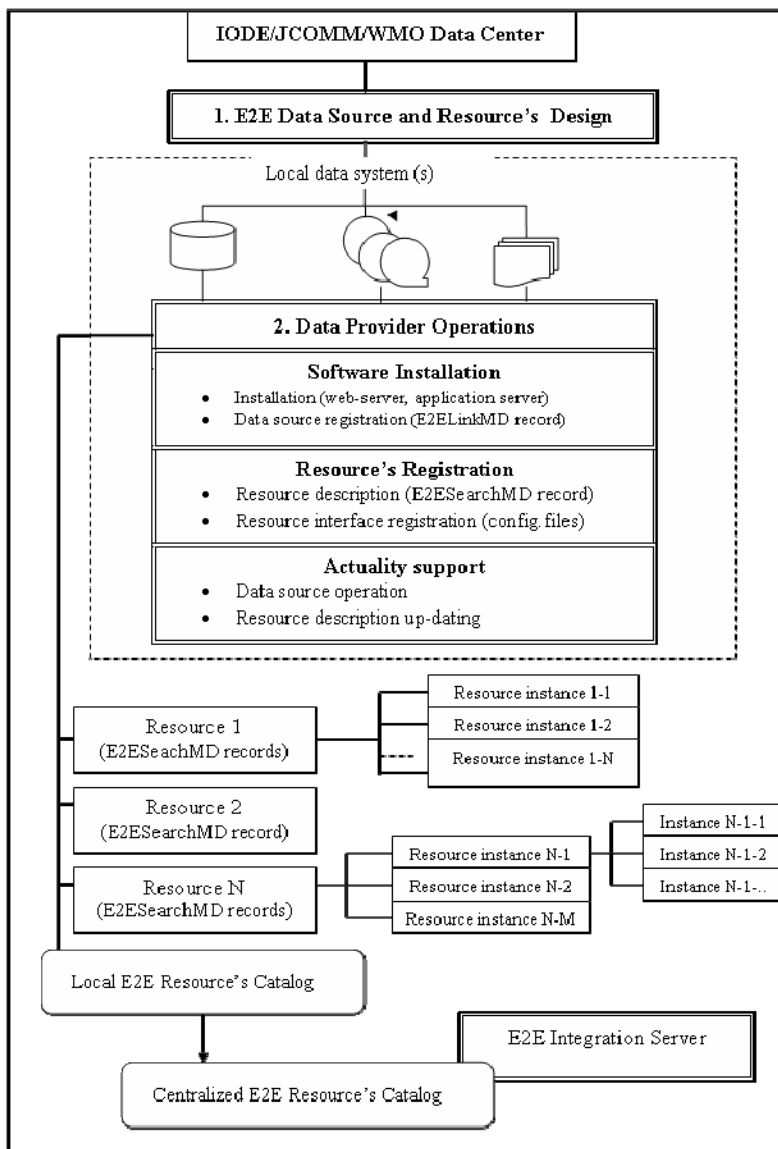 IODE/JCOMM/WMO Data Center
1. E2E Data Source and Resource's Design
Local data system (s)
2. Data Provider Operations
Software Installation
• Installation (web-server, application server)
• Data source registration (E2ELinkMD record)
Resource's Registration
• Resource description (E2ESearchMD record)
• Resource interface registration (config. files)
Actuality support
• Data source operation
• Resource description up-dating
Resource 1
(E2ESeachMD records)
Resource instance 1-1
Resource instance 1-2
Resource instance 1-N
Resource 2
(E2ESearchMD record)
Resource N
(E2ESearchMD records)
Resource instance N-1
Resource instance N-2
Resource instance N-M
Instance N-1-1
Instance N-1-2
Instance N-1-..
Local E2E Resource's Catalog
E2E Integration Server
Centralized E2E Resource's Catalog